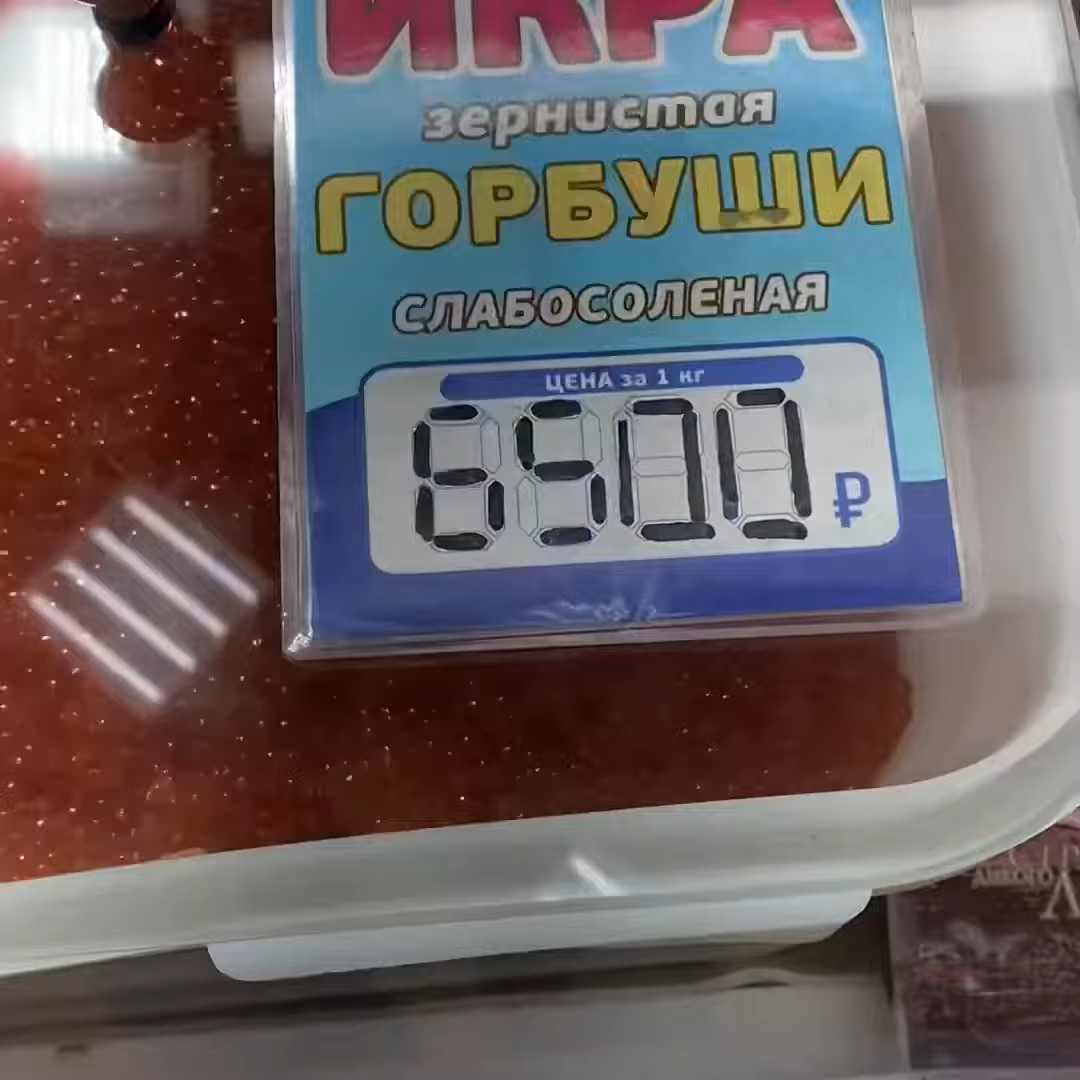 ИКРА
зернистая
ГОРБУШИ
СЛАБОСОЛЕНАЯ
ЦЕНА за 1 кг
6500 ₽